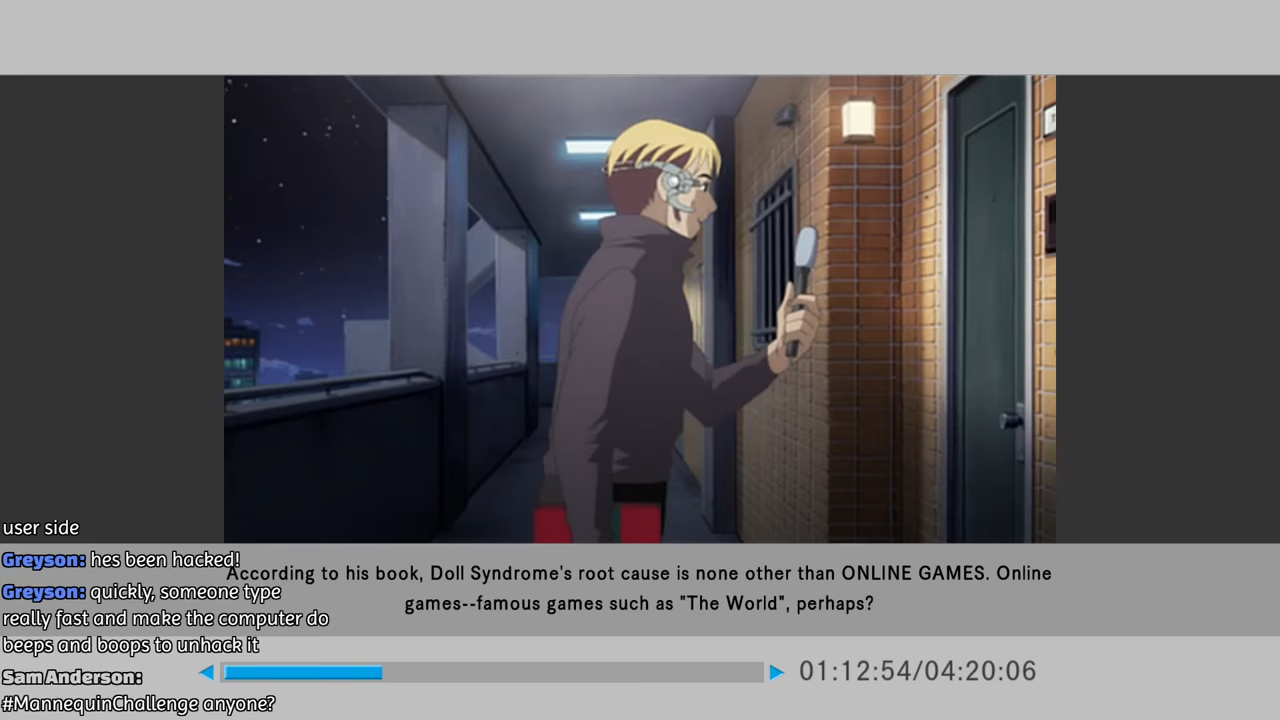 user side
Greyson: hes been hacked!
Greyson: quickly, someone type
really fast and make the computer do
beeps and boops to unhack it
Sam Anderson:
#MannequinChallenge anyone?
According to his book, Doll Syndrome's root cause is none other than ONLINE GAMES. Online
games--famous games such as "The World", perhaps?
01:12:54/04:20:06